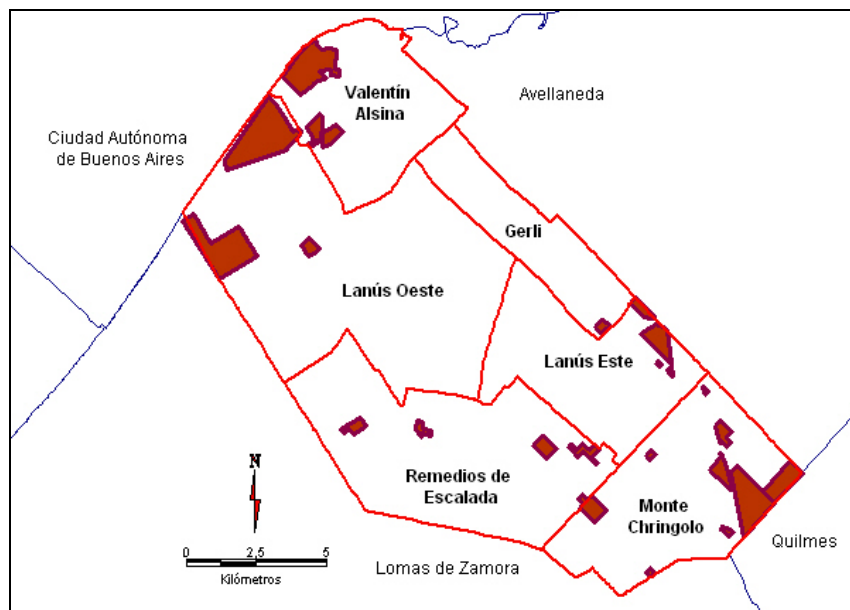 Valentín
Alsina
Avellaneda
Ciudad Autónoma
de Buenos Aires
Gerli
Lanús Oeste
Lanús Este
Remedios de
Escalada
Monte
Chringolo
Quilmes
Lomas de Zamora
N
0 2,5 5
Kilómetros